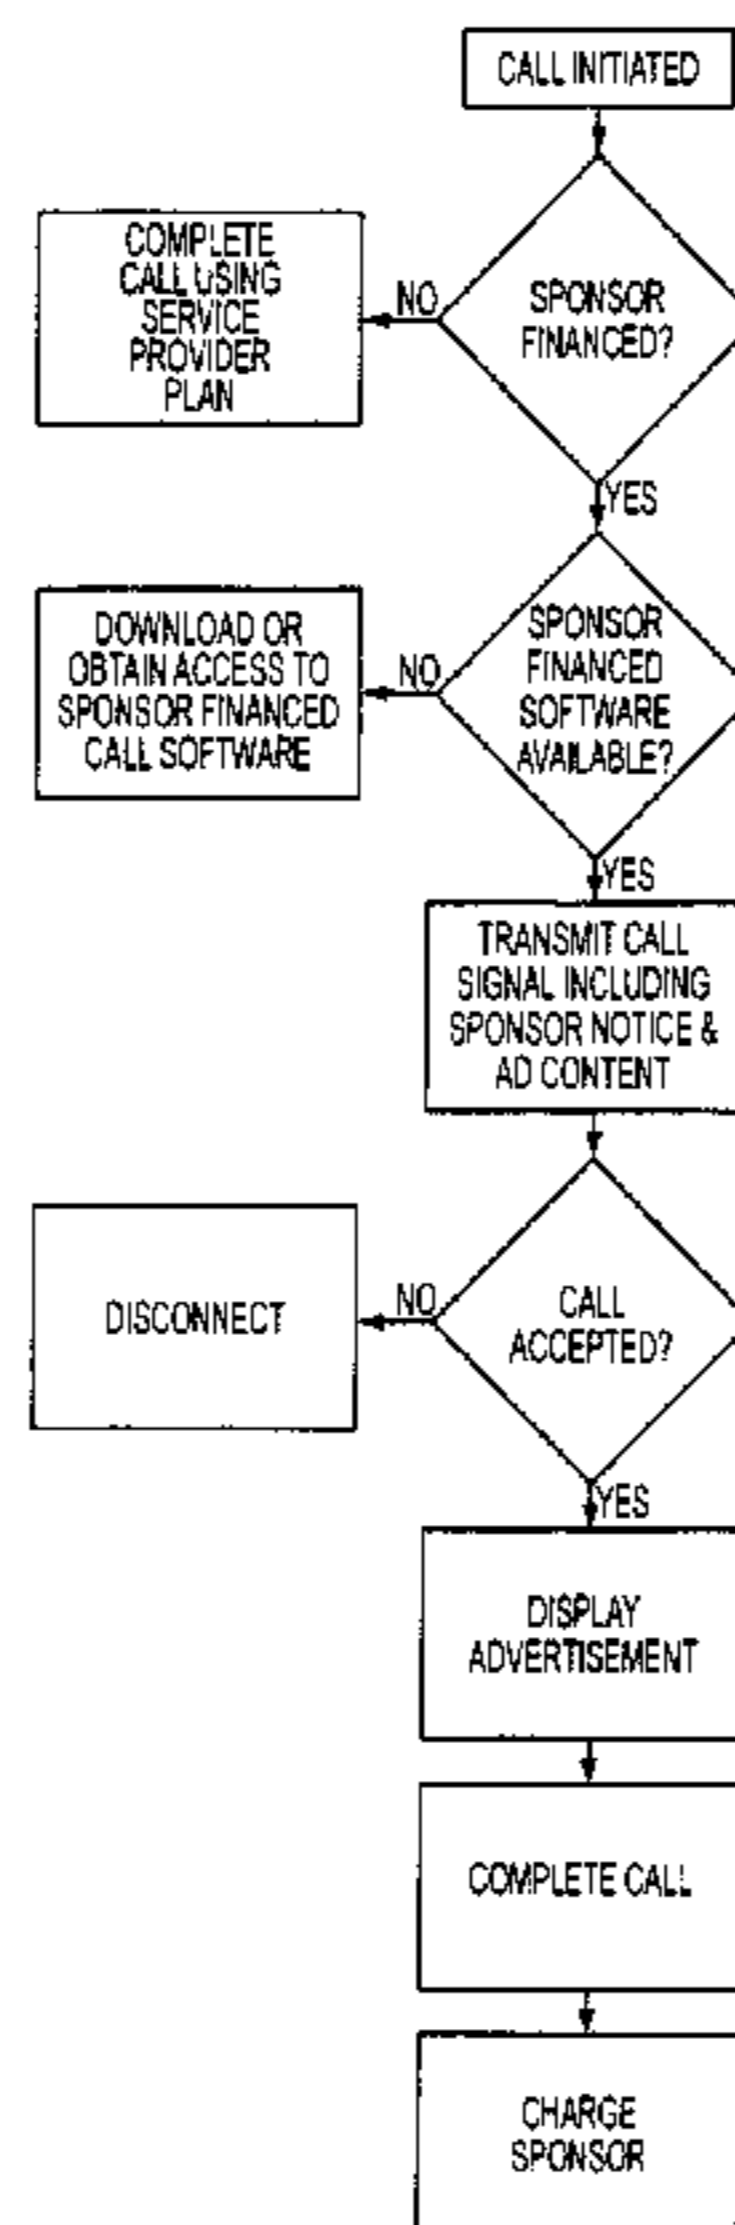 CALL INITIATED
SPONSOR
FINANCED?
NO
COMPLETE
CALL USING
SERVICE
PROVIDER
PLAN
YES
SPONSOR
FINANCED
SOFTWARE
AVAILABLE?
NO
DOWNLOAD OR
OBTAIN ACCESS TO
SPONSOR FINANCED
CALL SOFTWARE
YES
TRANSMIT CALL
SIGNAL INCLUDING
SPONSOR NOTICE &
AD CONTENT
CALL
ACCEPTED?
NO
DISCONNECT
YES
DISPLAY
ADVERTISEMENT
COMPLETE CALL
CHARGE
SPONSOR